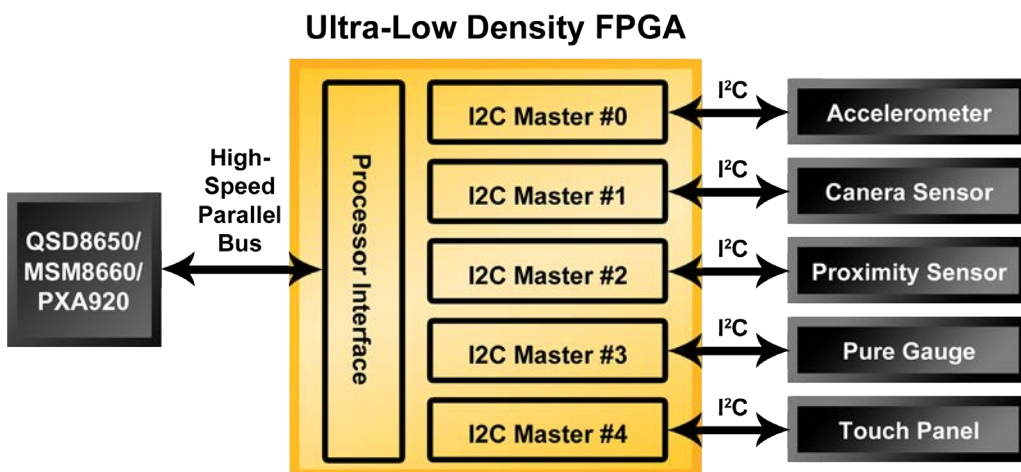 Ultra-Low Density FPGA
QSD8650/
MSM8660/
PXA920
High-
Speed
Parallel
Bus
Processor Interface
I2C Master #0
I2C Master #1
I2C Master #2
I2C Master #3
I2C Master #4
I²C
I²C
I²C
I²C
I²C
Accelerometer
Canera Sensor
Proximity Sensor
Pure Gauge
Touch Panel